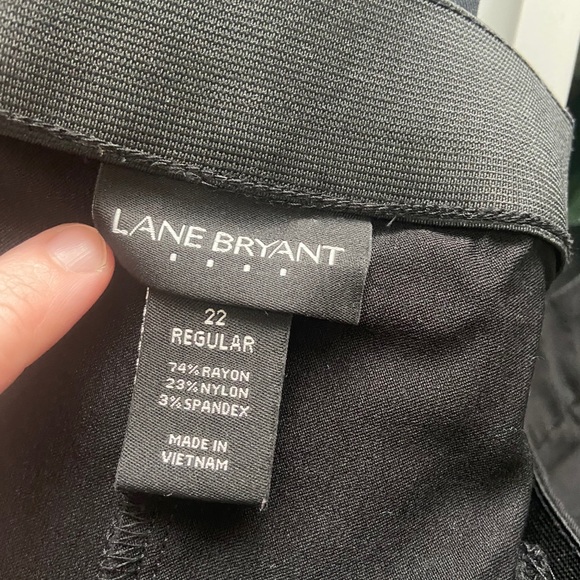 LANE BRYANT
22
REGULAR
74% RAYON
23% NYLON
3% SPANDEX
MADE IN
VIETNAM